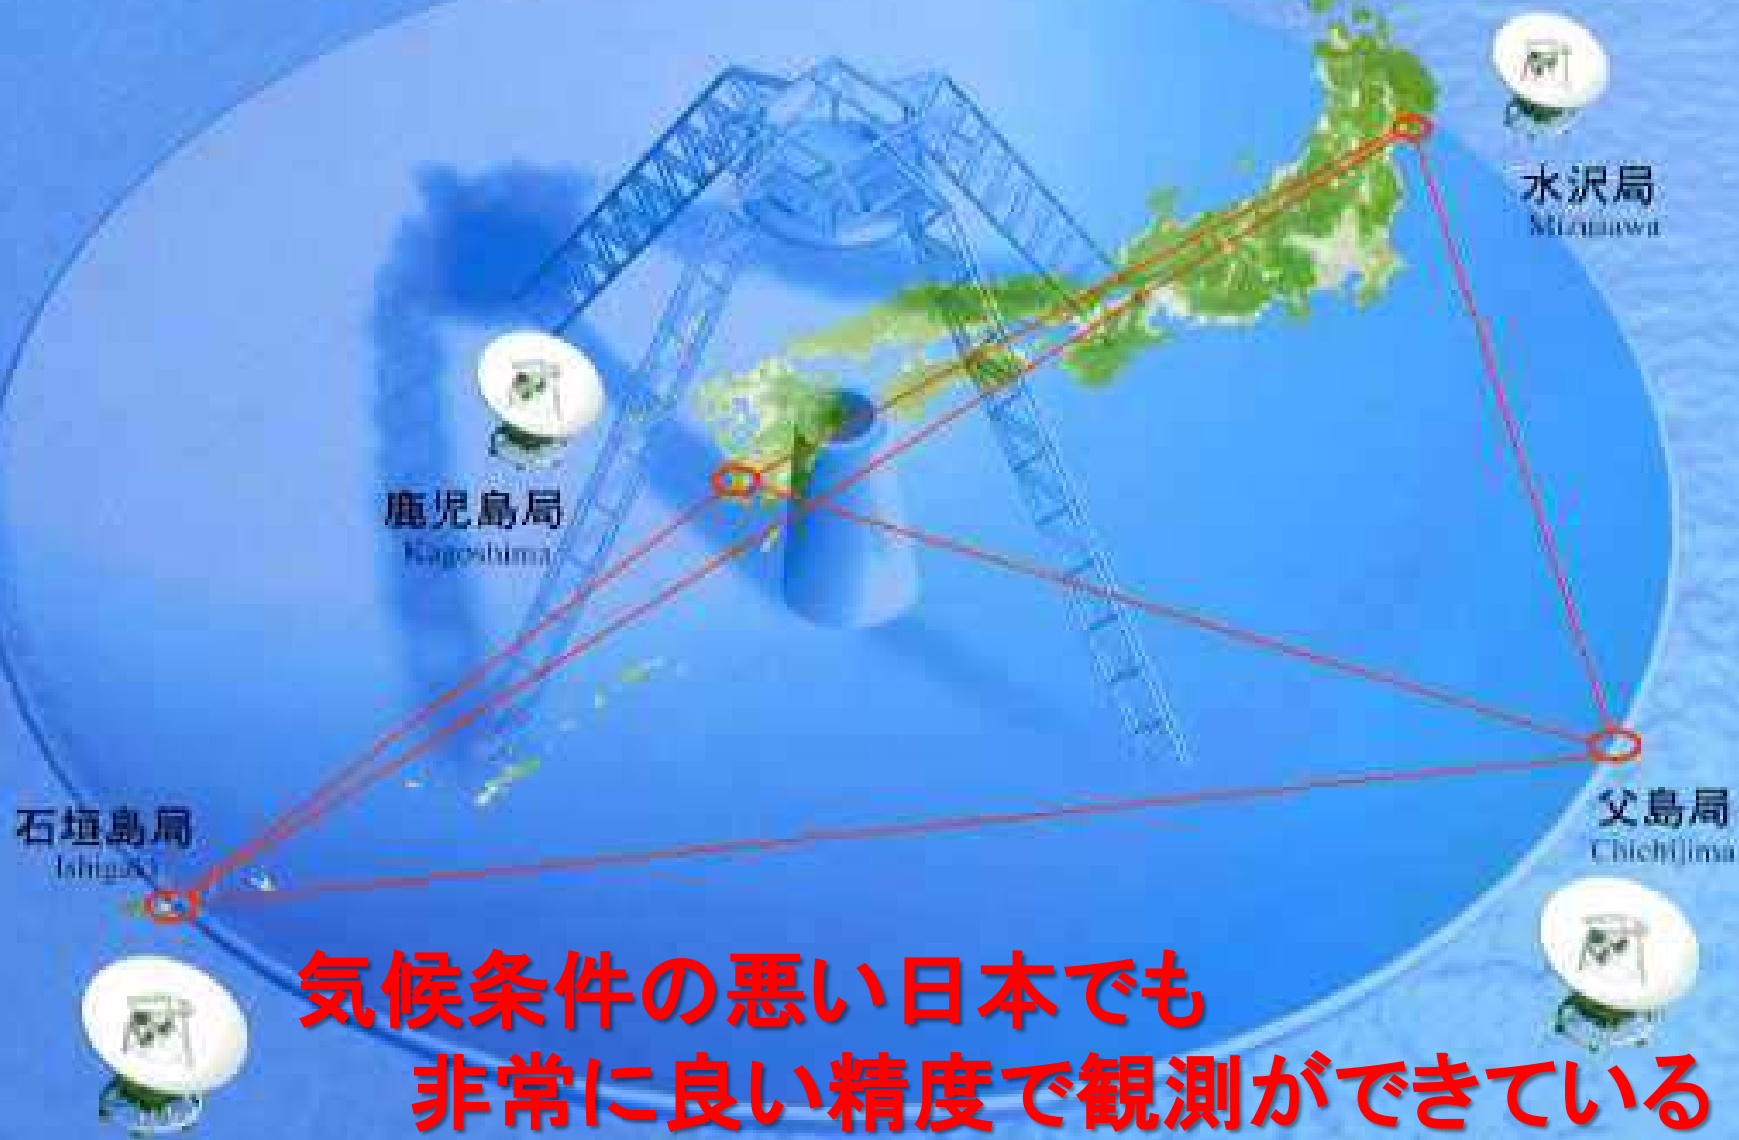 水沢局
Mizusawa
鹿児島局
Kagoshima
石垣島局
Ishigaki
父島局
Chichijima
気候条件の悪い日本でも
非常に良い精度で観測ができている